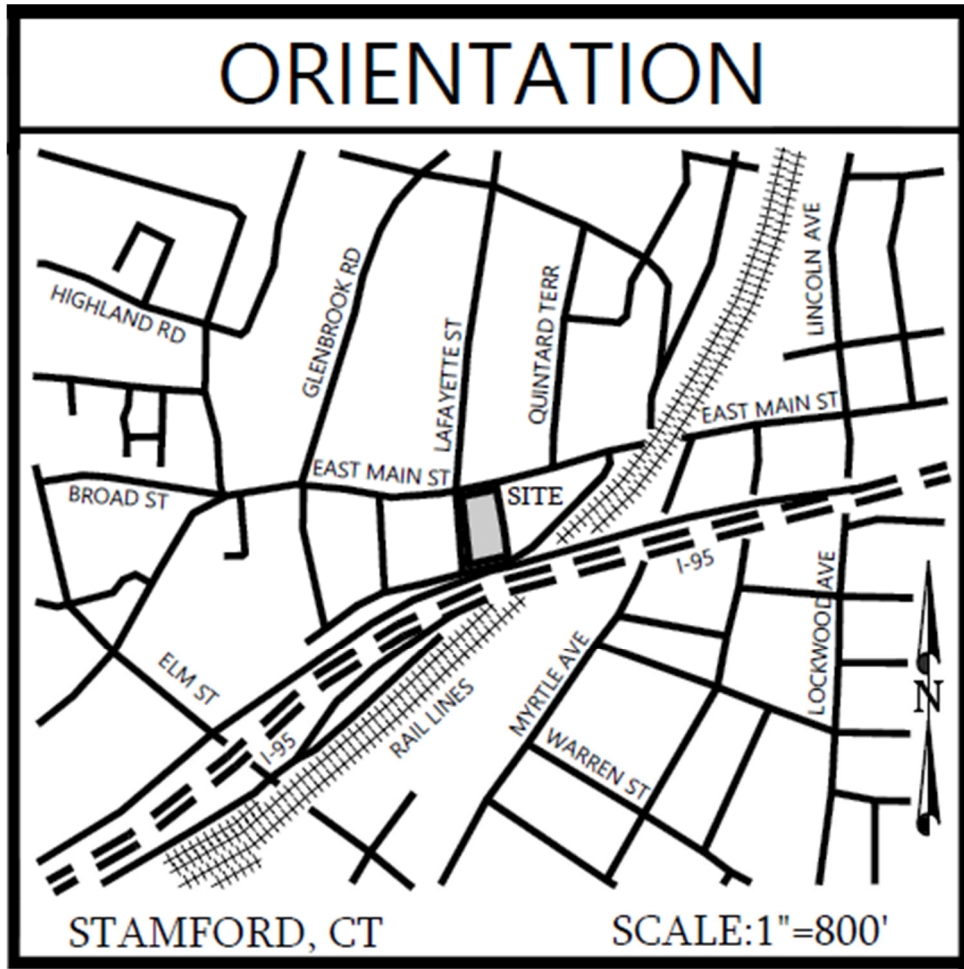 ORIENTATION
HIGHLAND RD
GLENBROOK RD
LAFAYETTE ST
QUINTARD TERR
LINCOLN AVE
EAST MAIN ST
EAST MAIN ST
BROAD ST
SITE
I-95
LOCKWOOD AVE
ELM ST
I-95
RAIL LINES
MYRTLE AVE
WARREN ST
N
STAMFORD, CT
SCALE:1"=800'